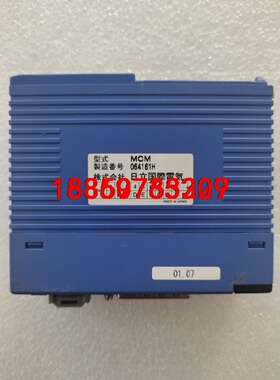 型式 MCM
製造番号 064161H
株式会社 日立国際電気
18869785209
MADE IN JAPAN
01.07